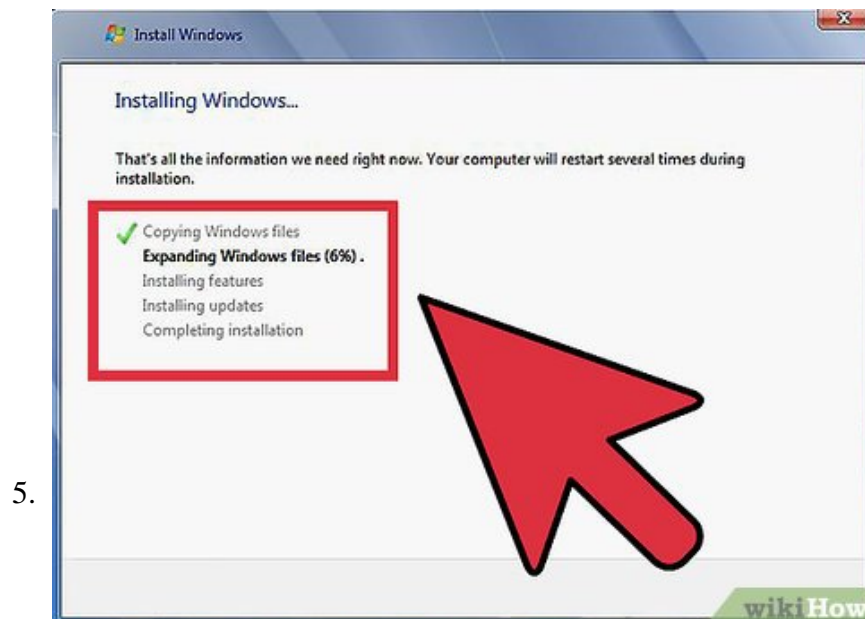 Install Windows
Installing Windows...
That's all the information we need right now. Your computer will restart several times during
installation.
Copying Windows files
Expanding Windows files (6%) .
Installing features
Installing updates
Completing installation
5.
wikiHow